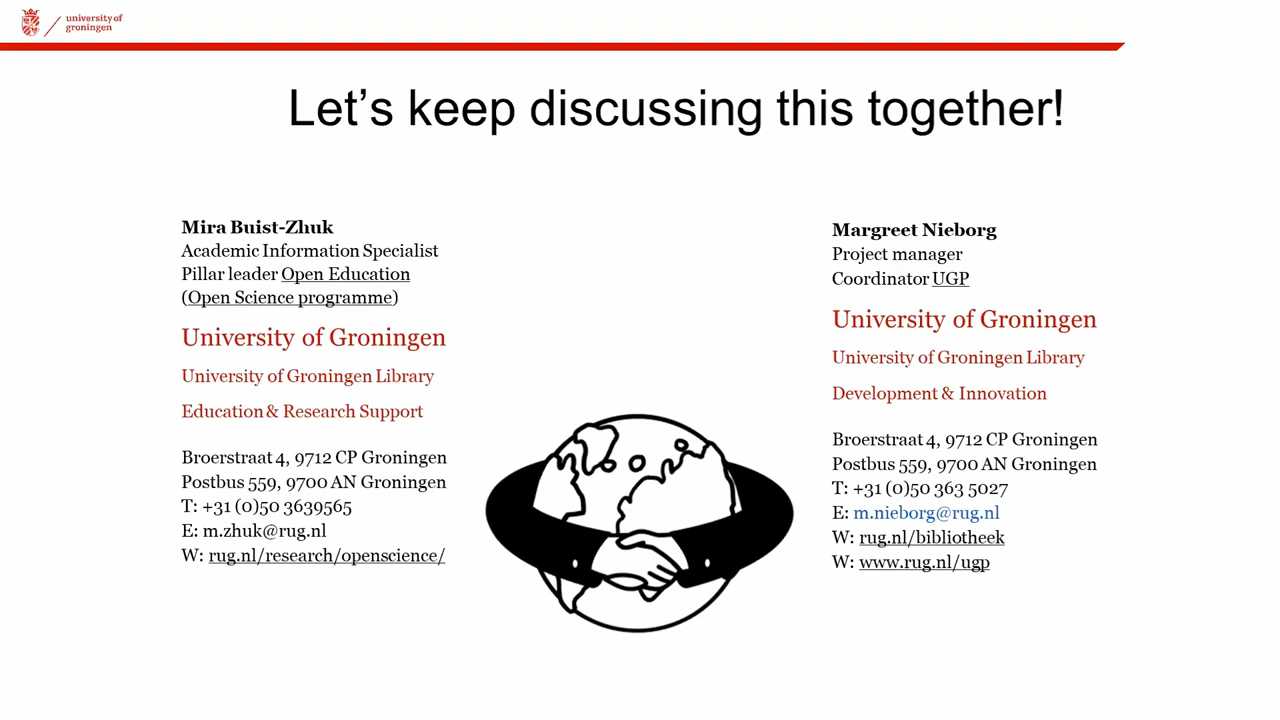 university of
groningen
Let's keep discussing this together!
Mira Buist-Zhuk
Academic Information Specialist
Pillar leader Open Education
(Open Science programme)
University of Groningen
University of Groningen Library
Education & Research Support
Broerstraat 4, 9712 CP Groningen
Postbus 559, 9700 AN Groningen
T: +31 (0)50 3639565
E: m.zhuk@rug.nl
W: rug.nl/research/openscience/
Margreet Nieborg
Project manager
Coordinator UGP
University of Groningen
University of Groningen Library
Development & Innovation
Broerstraat 4, 9712 CP Groningen
Postbus 559, 9700 AN Groningen
T: +31 (0)50 363 5027
E: m.nieborg@rug.nl
W: rug.nl/bibliotheek
W: www.rug.nl/ugp